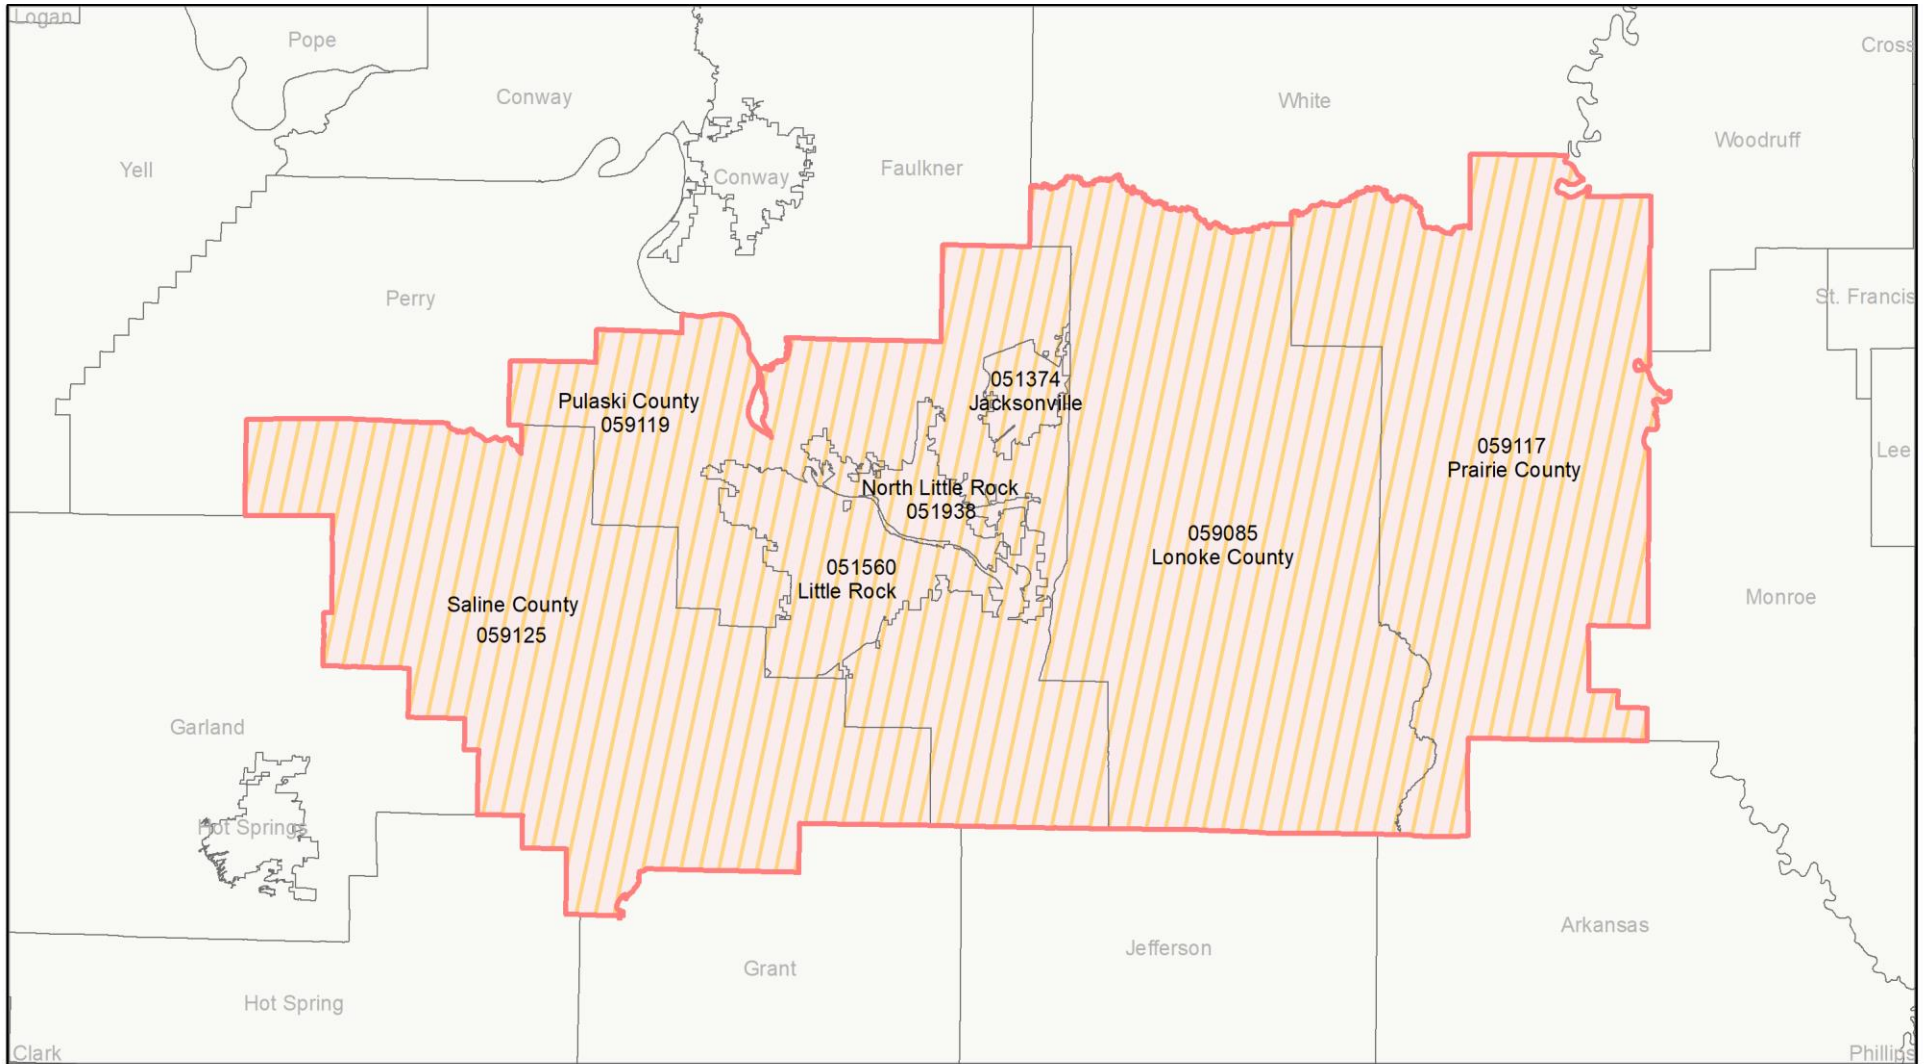 Logan
Pope
Cross
Conway
White
Woodruff
Yell
Faulkner
Conway
Perry
St. Francis
051374
Jacksonville
Pulaski County
059119
059117
Prairie County
Lee
North Little Rock
051938
059085
Lonoke County
051560
Little Rock
Saline County
059125
Monroe
Garland
Hot Springs
Arkansas
Jefferson
Grant
Hot Spring
Clark
Phillips